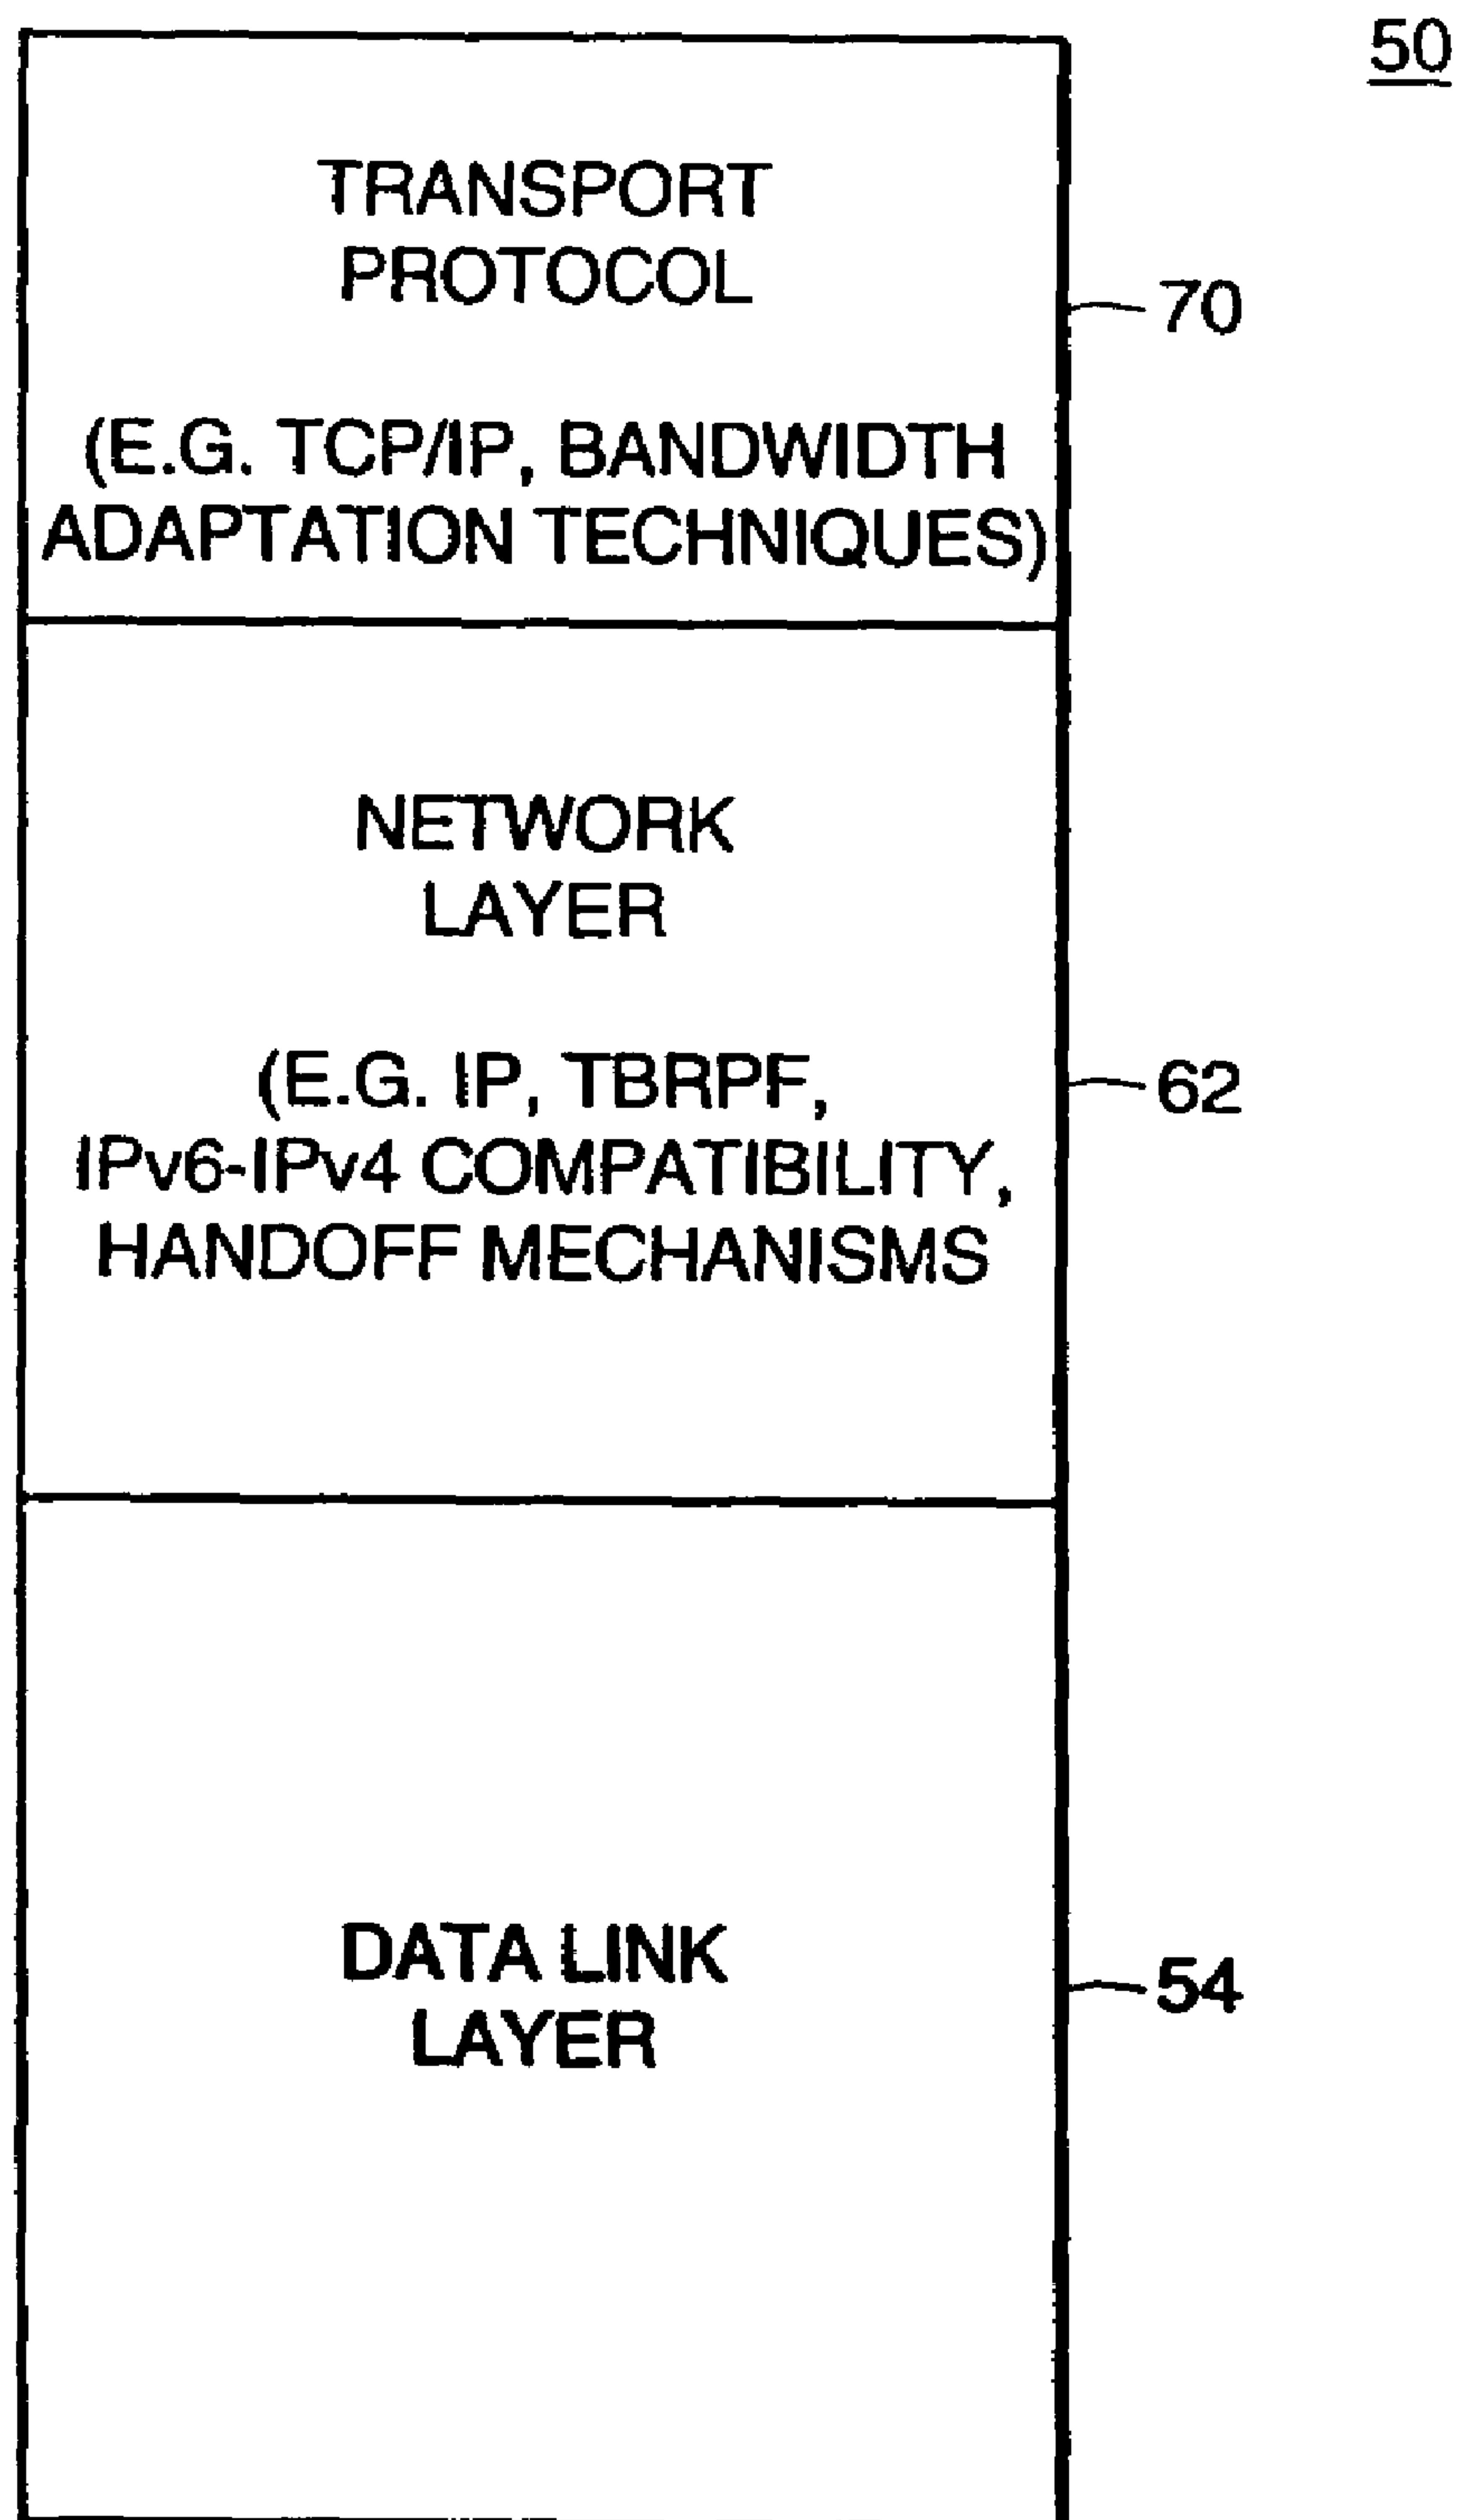 50
TRANSPORT
PROTOCOL
70
(E.G. TCP/IP, BANDWIDTH
ADAPTATION TECHNIQUES)
NETWORK
LAYER
(E.G. IP, TBRPF,
62
IPv6-IPv4 COMPATIBILITY,
HANDOFF MECHANISMS
DATA LINK
54
LAYER